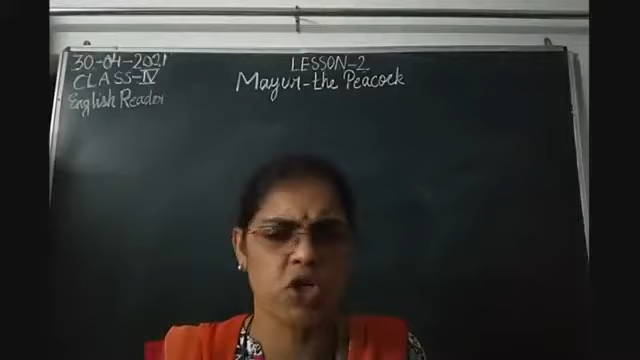 30-04-2021
CLASS-IV
English Reader
LESSON-2
Mayur-the Peacock